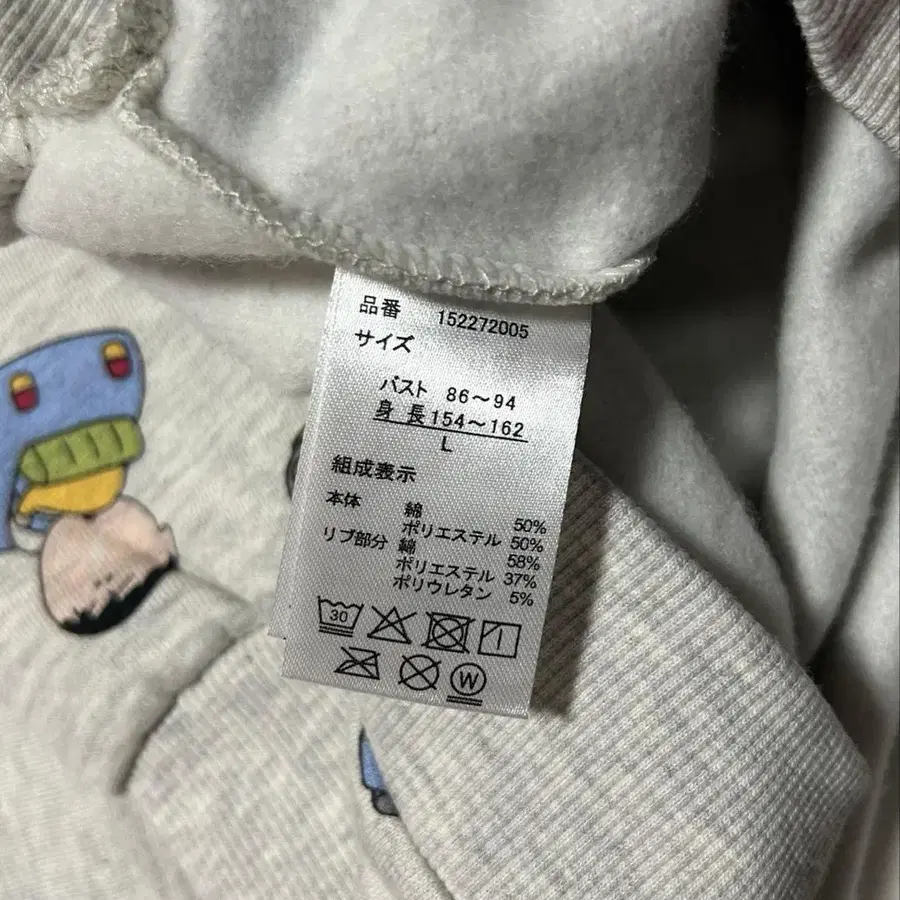 品番 152272005
サイズ
バスト 86～94
身 長154～162
L
組成表示
本体 綿 50%
ポリエステル 50%
リブ部分 綿 58%
ポリエステル 37%
ポリウレタン 5%
30
W